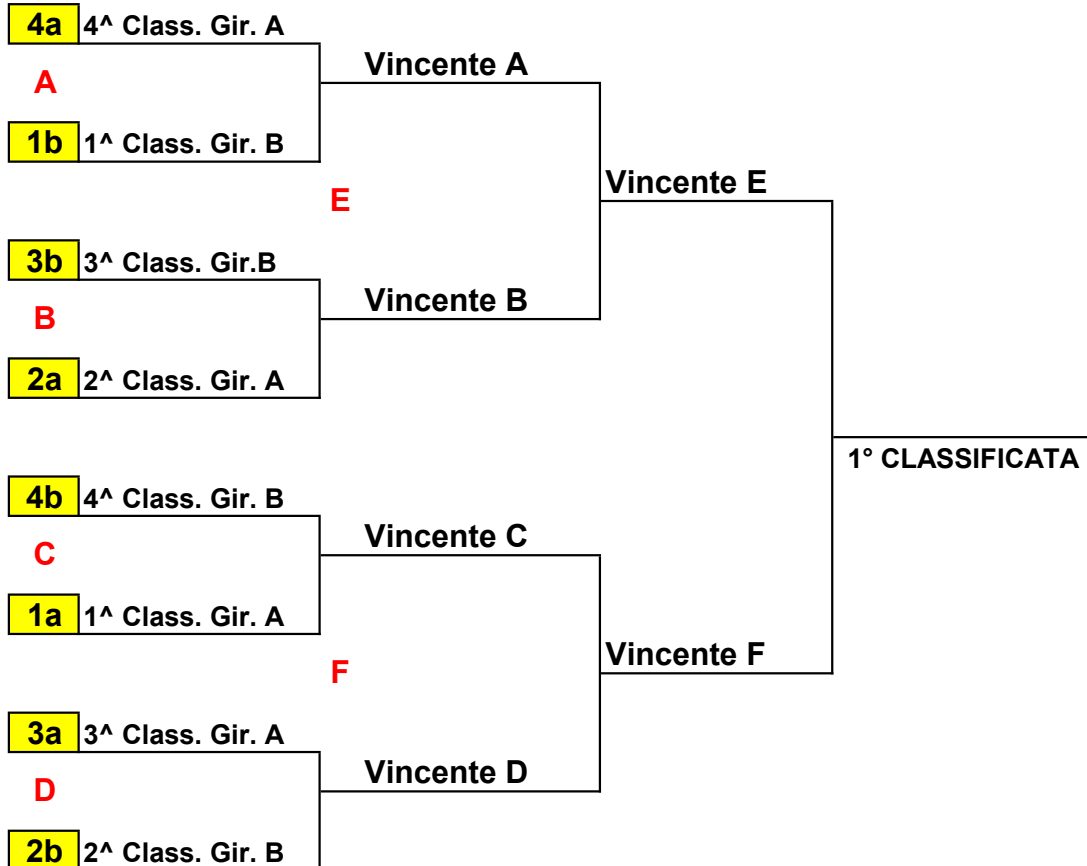 4a 4^ Class. Gir. A
Vincente A
A
1b 1^ Class. Gir. B
Vincente E
E
3b 3^ Class. Gir.B
Vincente B
B
2a 2^ Class. Gir. A
1° CLASSIFICATA
4b 4^ Class. Gir. B
Vincente C
C
1a 1^ Class. Gir. A
Vincente F
F
3a 3^ Class. Gir. A
Vincente D
D
2b 2^ Class. Gir. B